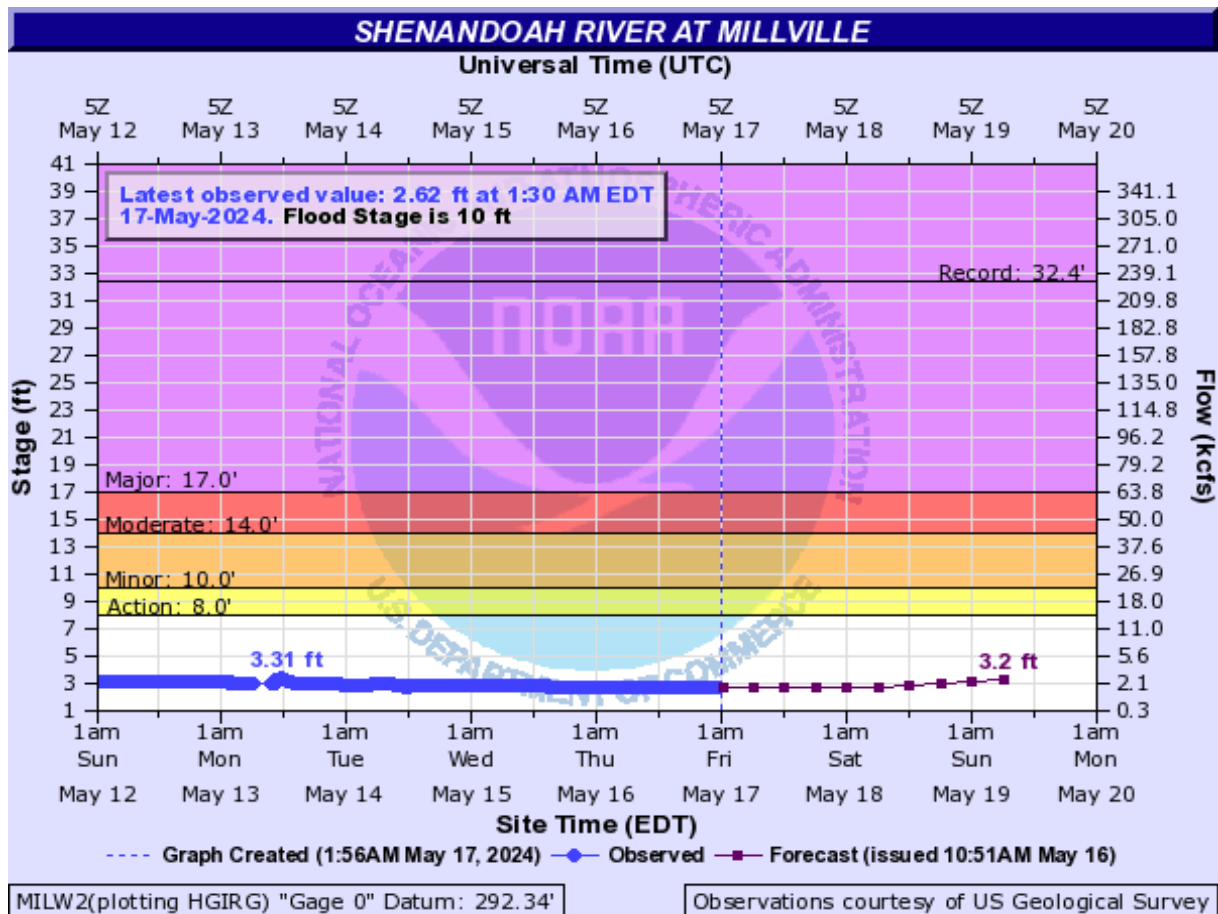 SHENANDOAH RIVER AT MILLVILLE
Universal Time (UTC)
5Z 5Z 5Z 5Z 5Z 5Z 5Z 5Z 5Z
May 12 May 13 May 14 May 15 May 16 May 17 May 18 May 19 May 20
Latest observed value: 2.62 ft at 1:30 AM EDT
17-May-2024. Flood Stage is 10 ft
41
39 341.1
37 305.0
35 271.0
33 Record: 32.4' 239.1
31 209.8
29 182.8
27 157.8
25 135.0
23 114.8
21 96.2
19 79.2
Major: 17.0'
17 63.8
15 50.0
Moderate: 14.0'
13 37.6
11 26.9
Minor: 10.0'
9 18.0
Action: 8.0'
7 11.0
5 5.6
3.31 ft 3.2 ft
3 2.1
1 0.3
Stage (ft)
Flow (kcfs)
NATIONAL OCEANIC AND ATMOSPHERIC ADMINISTRATION
NOAA
U.S. DEPARTMENT OF COMMERCE
1am 1am 1am 1am 1am 1am 1am 1am 1am
Sun Mon Tue Wed Thu Fri Sat Sun Mon
May 12 May 13 May 14 May 15 May 16 May 17 May 18 May 19 May 20
Site Time (EDT)
Graph Created (1:56AM May 17, 2024) Observed Forecast (issued 10:51AM May 16)
MILW2(plotting HGIRG) "Gage 0" Datum: 292.34' Observations courtesy of US Geological Survey